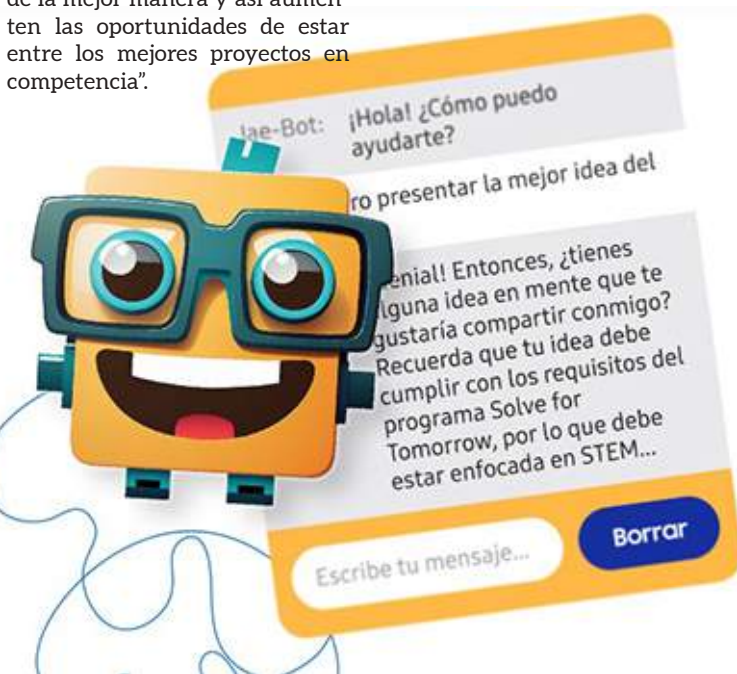 de la mejor manera y así aumen-
ten las oportunidades de estar
entre los mejores proyectos en
competencia”.
Jae-Bot: ¡Hola! ¿Cómo puedo
ayudarte?
presentar la mejor idea del
Entonces, ¿tienes
idea en mente que te
gustaría compartir conmigo?
Recuerda que tu idea debe
cumplir con los requisitos del
programa Solve for
Tomorrow, por lo que debe
estar enfocada en STEM...
Escribe tu mensaje...
Borrar